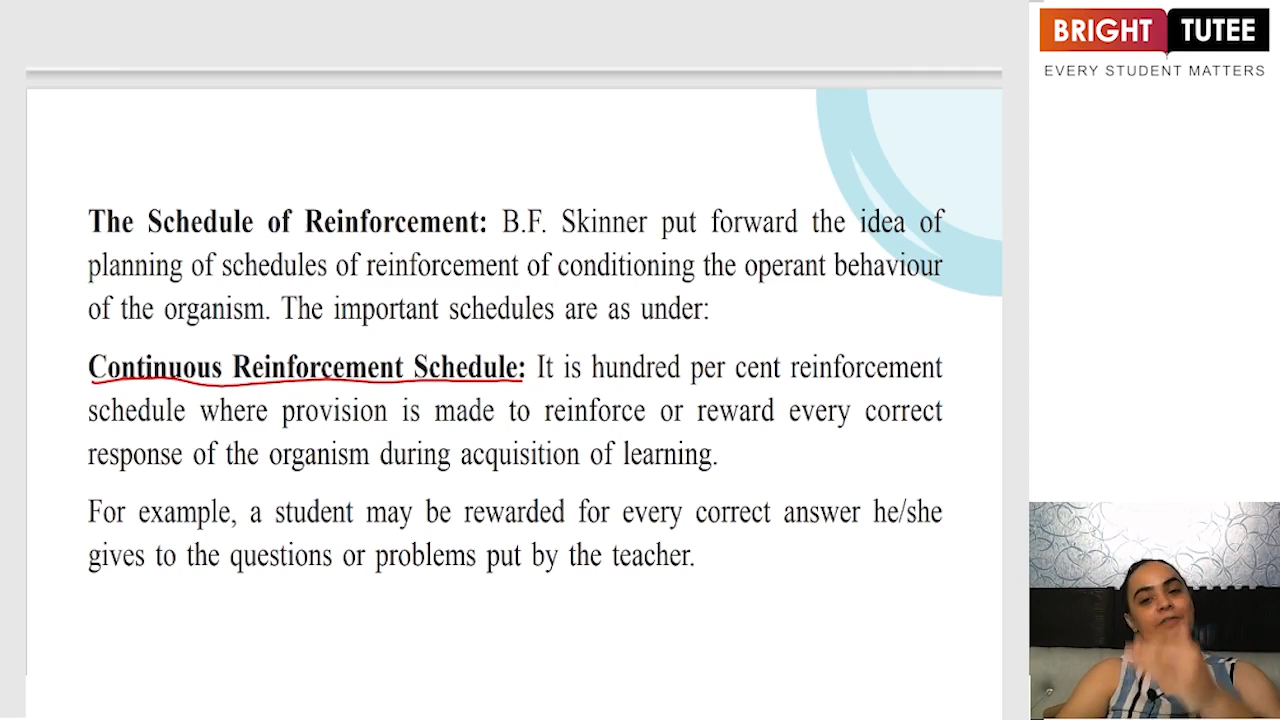 BRIGHT TUTEE
EVERY STUDENT MATTERS
The Schedule of Reinforcement: B.F. Skinner put forward the idea of
planning of schedules of reinforcement of conditioning the operant behaviour
of the organism. The important schedules are as under:
Continuous Reinforcement Schedule: It is hundred per cent reinforcement
schedule where provision is made to reinforce or reward every correct
response of the organism during acquisition of learning.
For example, a student may be rewarded for every correct answer he/she
gives to the questions or problems put by the teacher.